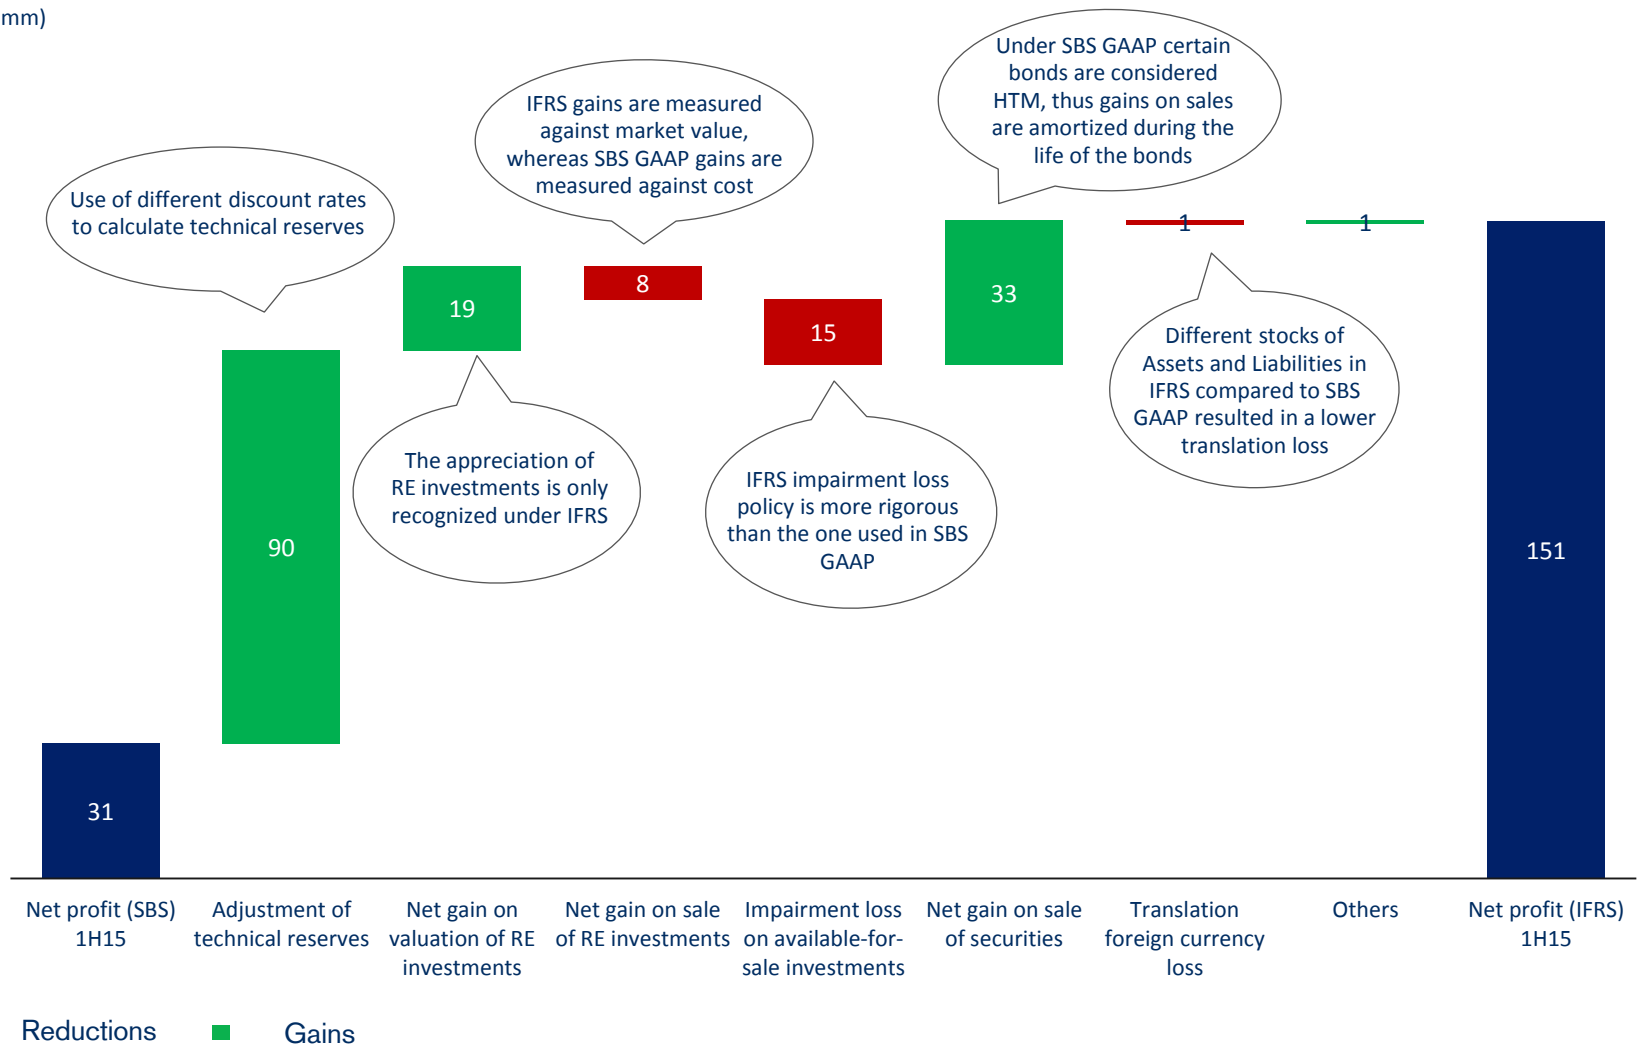 mm)
Under SBS GAAP certain
bonds are considered
HTM, thus gains on sales
are amortized during the
life of the bonds
IFRS gains are measured
against market value,
whereas SBS GAAP gains are
measured against cost
Use of different discount rates
to calculate technical reserves
1
1
8
33
19
15
Different stocks of
Assets and Liabilities in
IFRS compared to SBS
GAAP resulted in a lower
translation loss
The appreciation of
RE investments is only
recognized under IFRS
IFRS impairment loss
policy is more rigorous
than the one used in SBS
GAAP
90
151
31
Net profit (SBS)
1H15
Adjustment of
technical reserves
Net gain on
valuation of RE
investments
Net gain on sale
of RE investments
Impairment loss
on available-for-
sale investments
Net gain on sale
of securities
Translation
foreign currency
loss
Others
Net profit (IFRS)
1H15
Reductions
Gains